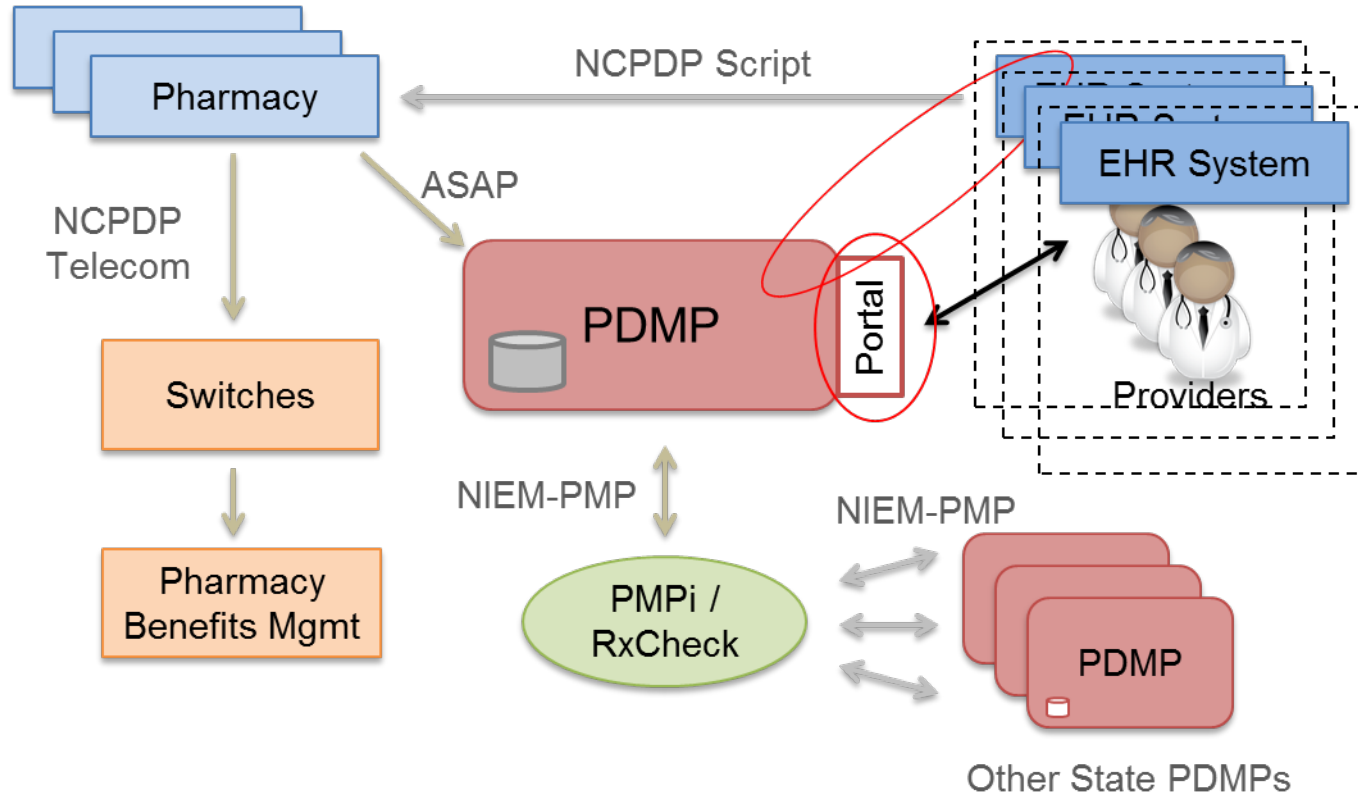 NCPDP Script
Pharmacy
EHR System
ASAP
NCPDP
Telecom
PDMP
Portal
Switches
Providers
NIEM-PMP
NIEM-PMP
Pharmacy
Benefits Mgmt
PMPi /
RxCheck
PDMP
Other State PDMPs